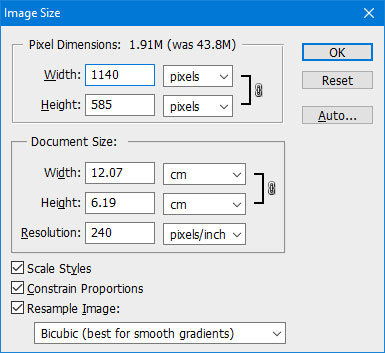 Image Size
Pixel Dimensions: 1.91M (was 43.8M)
OK
Width: 1140 pixels
Reset
Height: 585 pixels
Auto...
Document Size:
Width: 12.07 cm
Height: 6.19 cm
Resolution: 240 pixels/inch
Scale Styles
Constrain Proportions
Resample Image:
Bicubic (best for smooth gradients)